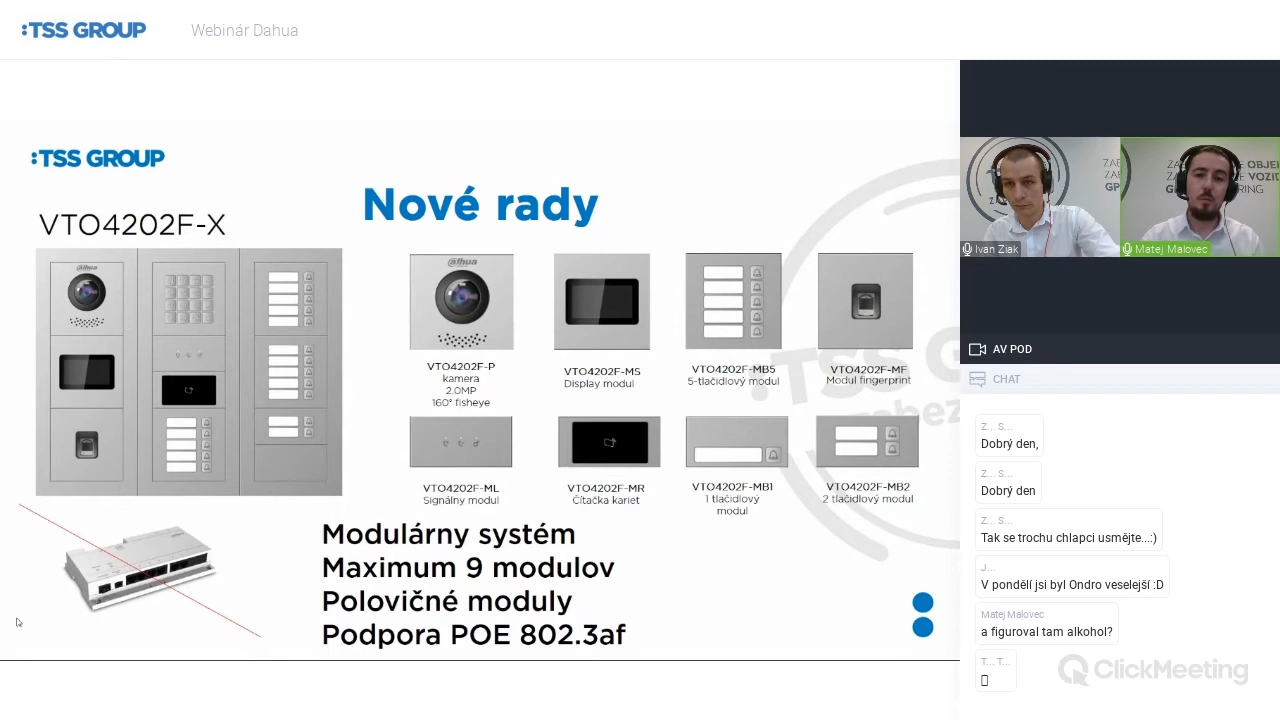 :TSS GROUP
Webinár Dahua
:TSS GROUP
Nové rady
VTO4202F-X
alhua
alhua
VTO4202F-P
kamera
2.0MP
160° fisheye
VTO4202F-MS
Display modul
VTO4202F-MB5
5-tlačidlový modul
VTO4202F-MF
Modul fingerprint
VTO4202F-ML
Signálny modul
VTO4202F-MR
Čítačka kariet
VTO4202F-MB1
1 tlačidlový
modul
VTO4202F-MB2
2 tlačidlový modul
Modulárny systém
Maximum 9 modulov
Polovičné moduly
Podpora POE 802.3af
Ivan Ziak
Matej Malovec
AV POD
CHAT
Z... S...
Dobrý den,
Z... S...
Dobrý den
Z... S...
Tak se trochu chlapci usmějte...:)
J...
V pondělí jsi byl Ondro veselejší :D
Matej Malovec
a figuroval tam alkohol?
T... T...
ClickMeeting